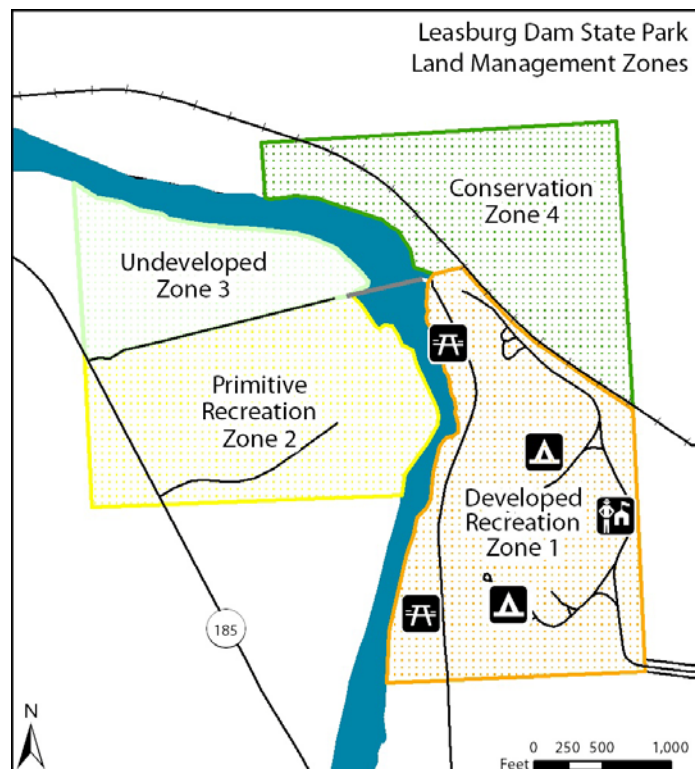 Leasburg Dam State Park
Land Management Zones
Conservation
Zone 4
Undeveloped
Zone 3
Primitive
Recreation
Zone 2
Developed
Recreation
Zone 1
185
N
0 250 500 1,000
Feet